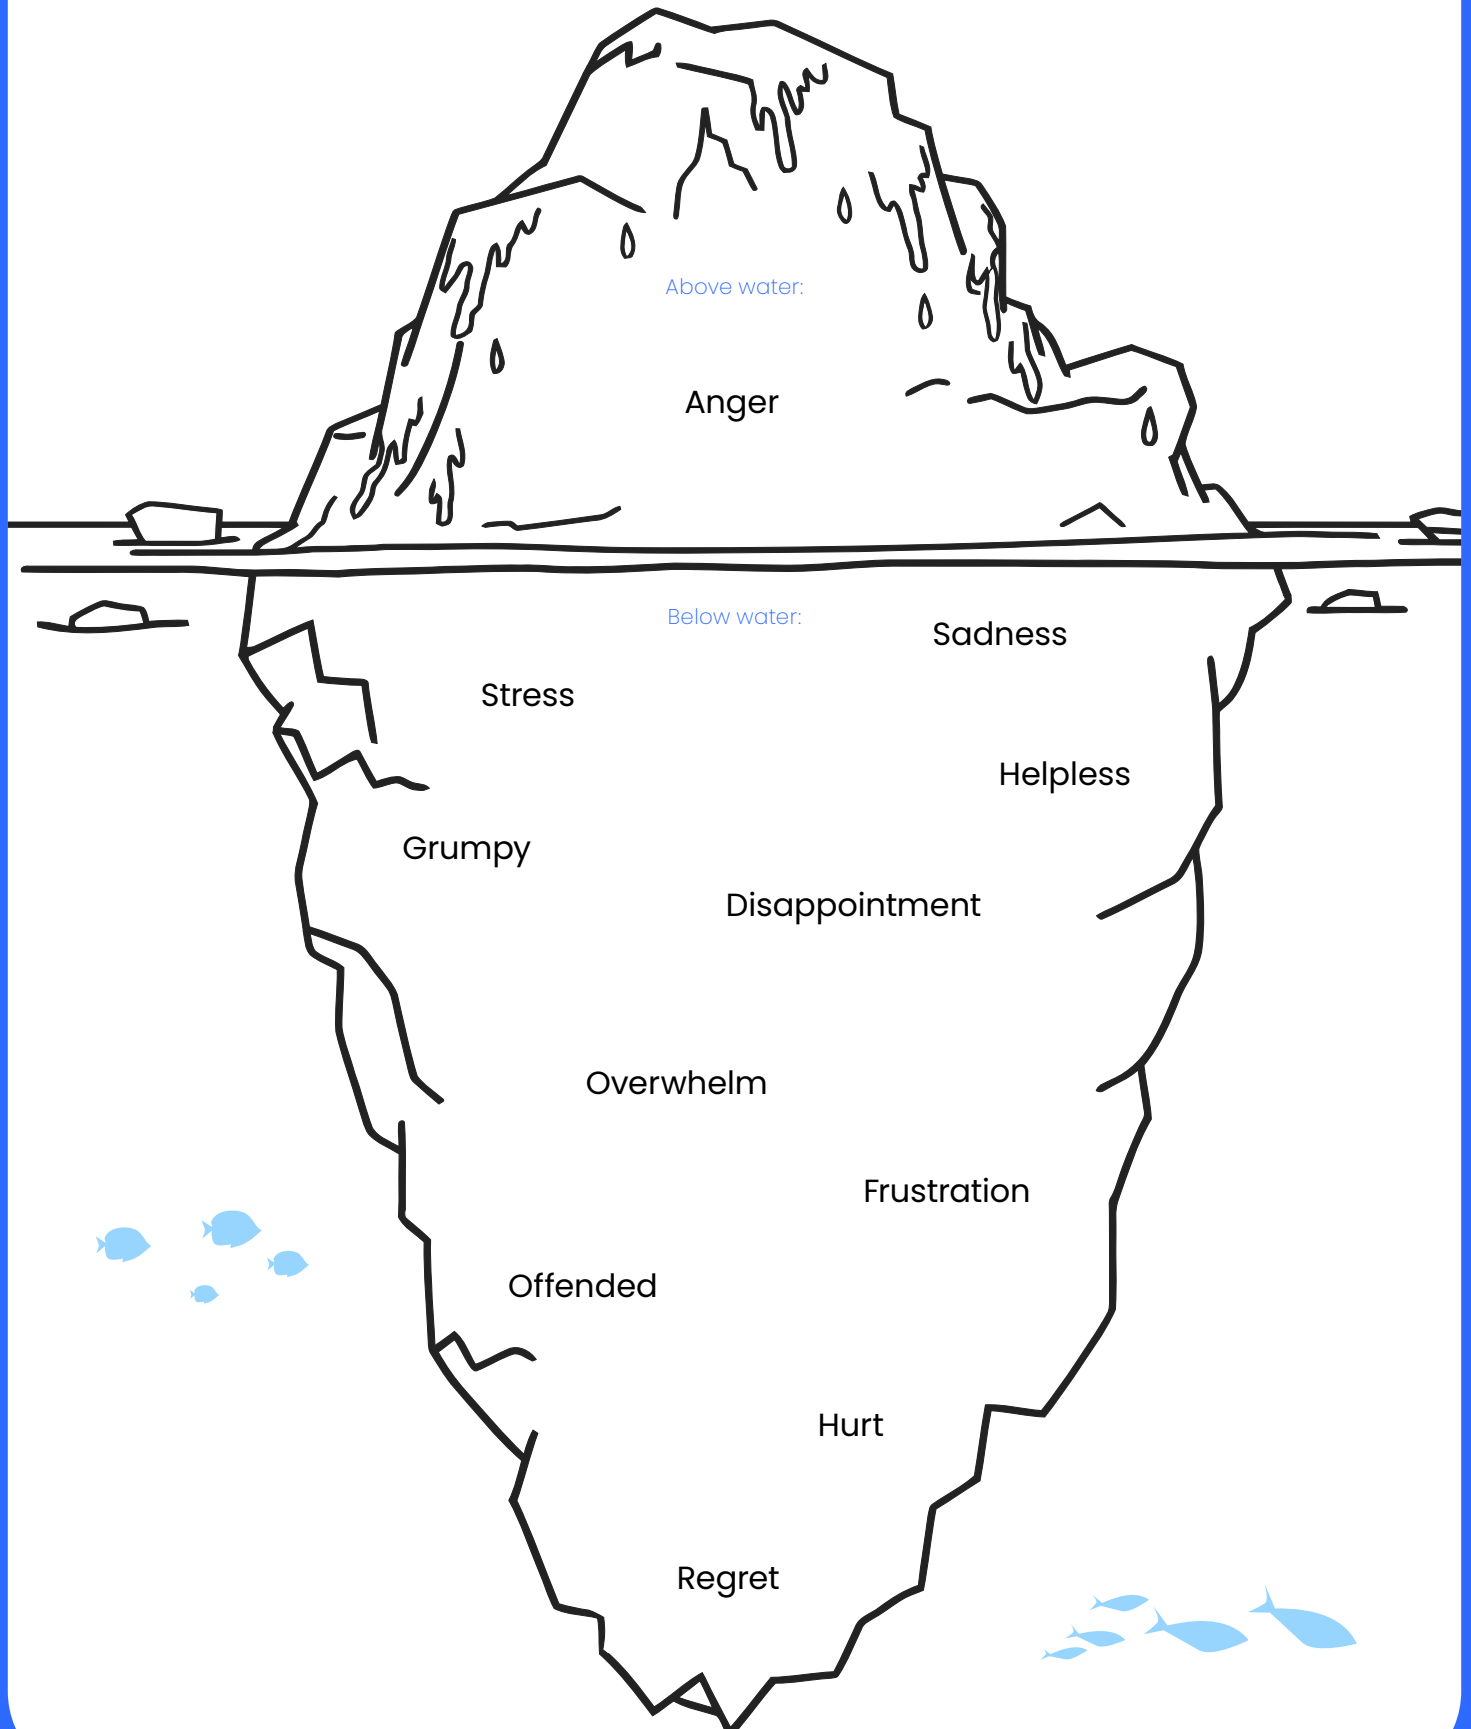 Above water:
Anger
Below water:
Sadness
Stress
Helpless
Grumpy
Disappointment
Overwhelm
Frustration
Offended
Hurt
Regret